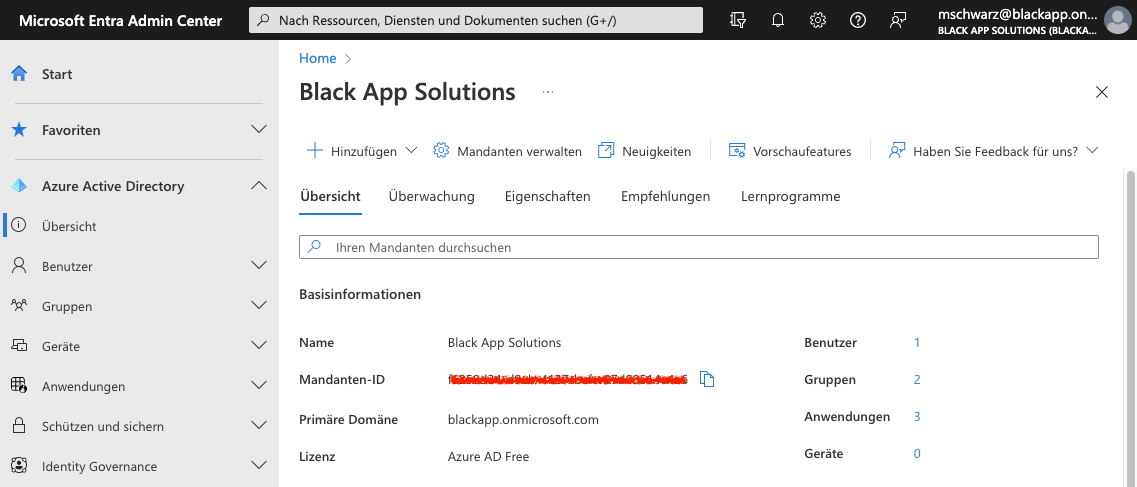 Microsoft Entra Admin Center
Nach Ressourcen, Diensten und Dokumenten suchen (G+/)
mschwarz@blackapp.on...
BLACK APP SOLUTIONS (BLACKA...
Start
Favoriten
Azure Active Directory
Übersicht
Benutzer
Gruppen
Geräte
Anwendungen
Schützen und sichern
Identity Governance
Home
Black App Solutions
Hinzufügen
Mandanten verwalten
Neuigkeiten
Vorschaufeatures
Haben Sie Feedback für uns?
Übersicht
Überwachung
Eigenschaften
Empfehlungen
Lernprogramme
Ihren Mandanten durchsuchen
Basisinformationen
Name Black App Solutions
Mandanten-ID
Primäre Domäne blackapp.onmicrosoft.com
Lizenz Azure AD Free
Benutzer 1
Gruppen 2
Anwendungen 3
Geräte 0